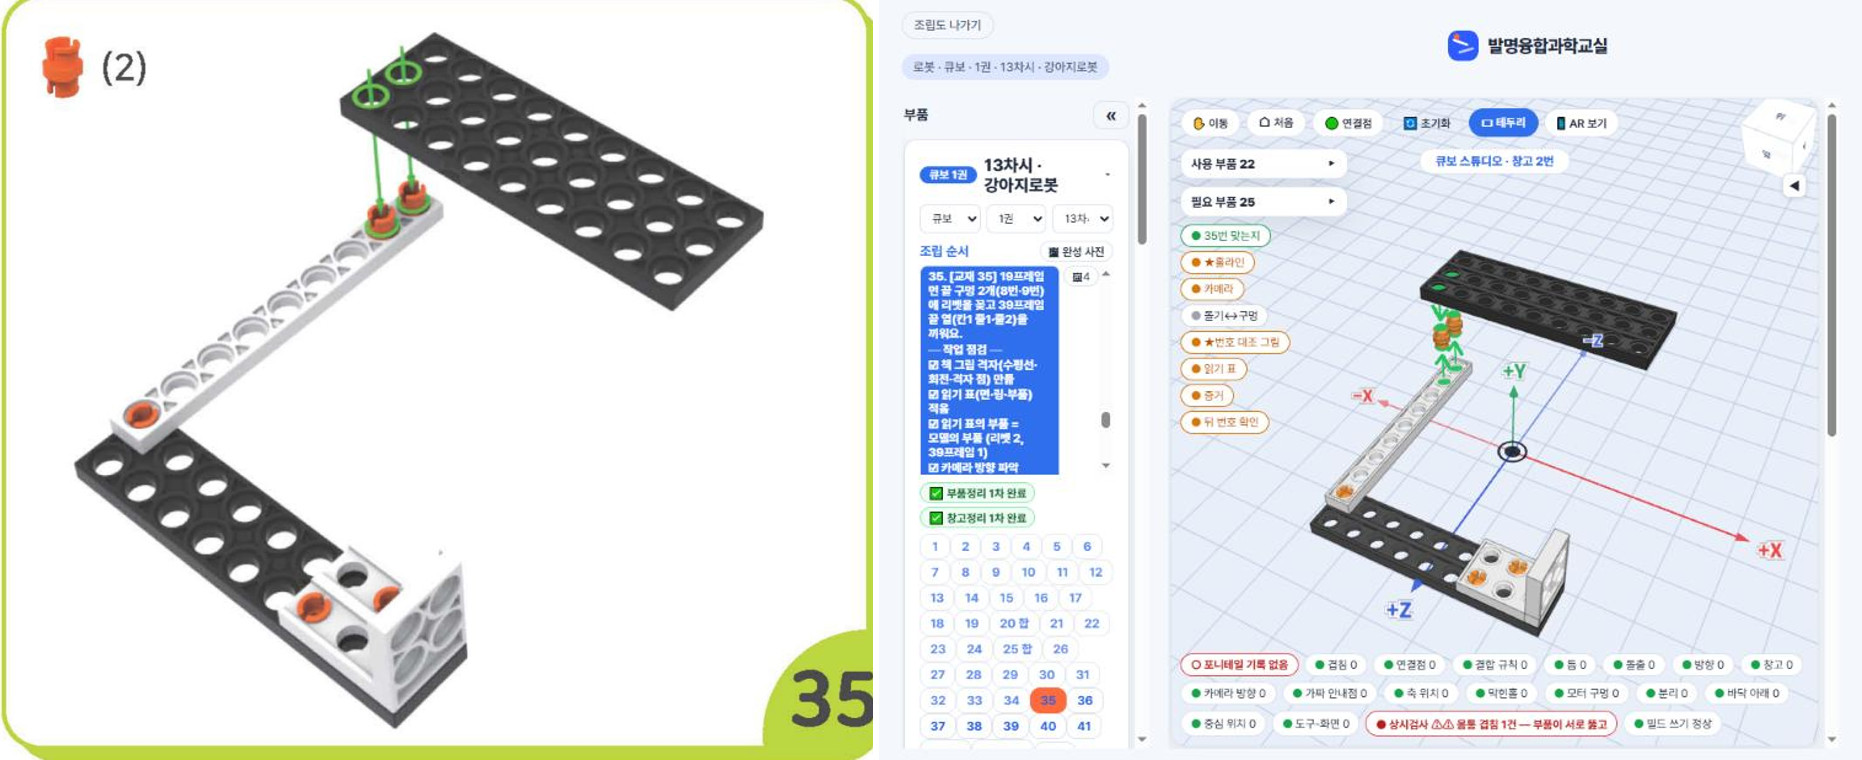 (2)
35
조립도 나가기
로봇 · 큐보 · 1권 · 13차시 · 강아지로봇
발명융합과학교실
부품
«
큐보 1권
13차시 ·
강아지로봇
큐보
1권
13차
조립 순서
완성 사진
35. [교재 35] 19프레임
면 끝 구멍 2개(8번·9번)
에 리벳을 꽂고 39프레임
끝 열(칸1 줄1·줄2)을
끼워요.
— 작업 점검 —
☑ 책 그림 격자(수평선·
회전·격자 점) 만듦
☑ 읽기 표(면·링·부품)
적음
☑ 읽기 표의 부품 =
모델의 부품 (리벳 2,
39프레임 1)
☑ 카메라 방향 파악
4
부품정리 1차 완료
창고정리 1차 완료
1 2 3 4 5 6
7 8 9 10 11 12
13 14 15 16 17
18 19 20 합 21 22
23 24 25 합 26
27 28 29 30 31
32 33 34 35 36
37 38 39 40 41
이동
처음
연결점
초기화
테두리
AR 보기
큐보 스튜디오 · 창고 2번
사용 부품 22
필요 부품 25
35번 맞는지
★홀라인
카메라
돌기↔구멍
★번호 대조 그림
읽기 표
증거
뒤 번호 확인
-Z
+Y
-X
+X
+Z
포니테일 기록 없음
겹침 0
연결점 0
결합 규칙 0
틈 0
돌출 0
방향 0
창고 0
카메라 방향 0
가짜 안내점 0
축 위치 0
막힌홀 0
모터 구멍 0
분리 0
바닥 아래 0
중심 위치 0
도구-화면 0
상시검사 ⚠⚠ 몸통 겹침 1건 — 부품이 서로 뚫고
빌드 쓰기 정상